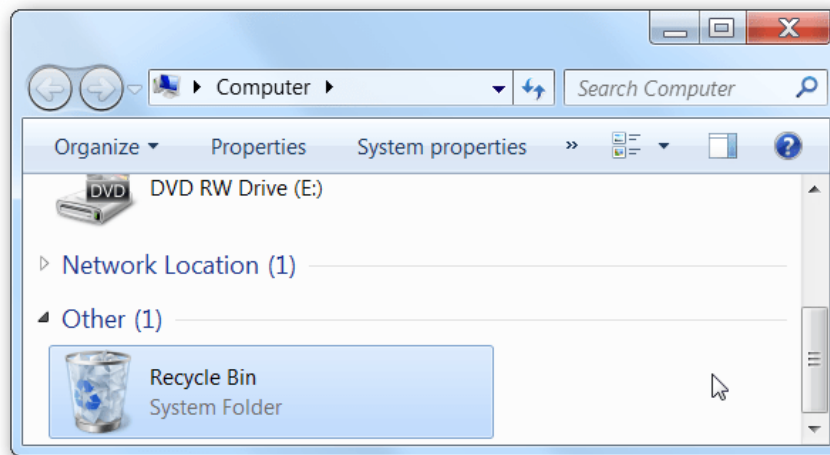 Computer
Search Computer
Organize Properties System properties »
DVD
DVD RW Drive (E:)
Network Location (1)
Other (1)
Recycle Bin
System Folder